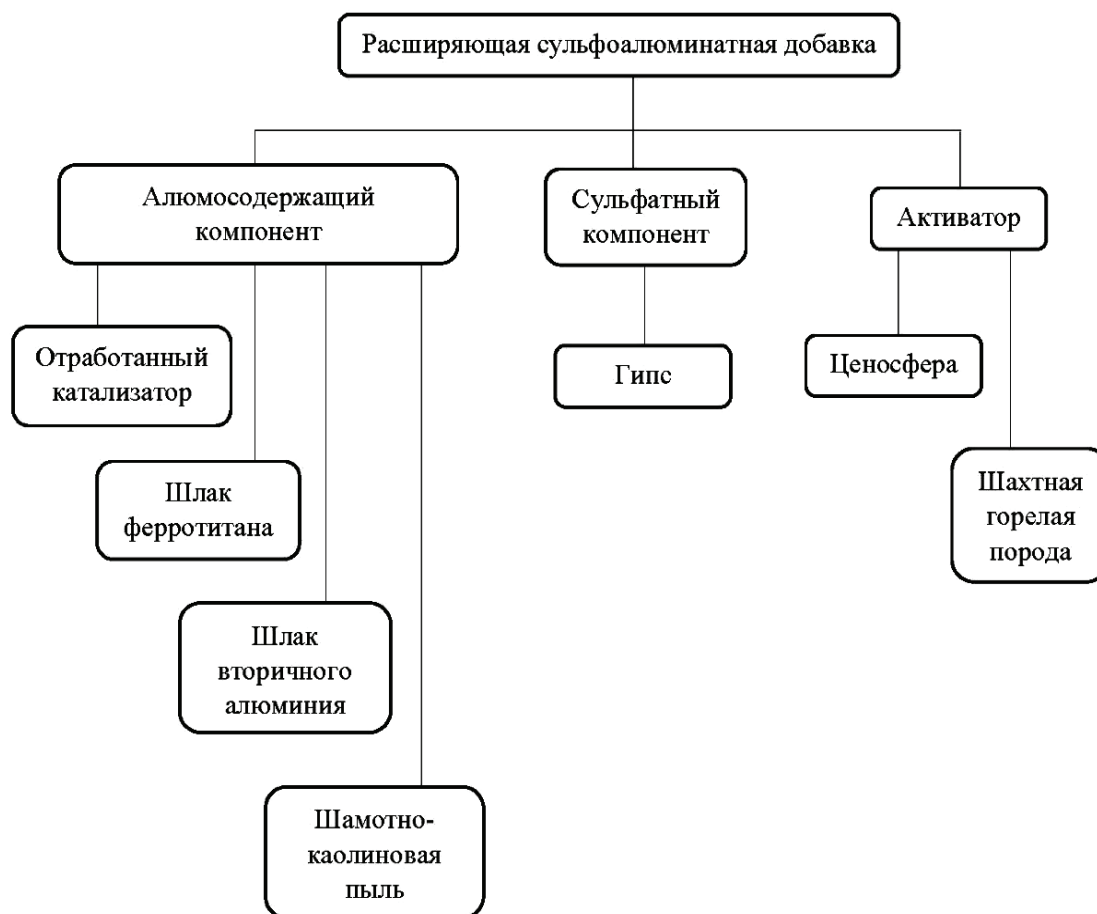 Расширяющая сульфоалюминатная добавка
Алюмосодержащий
компонент
Сульфатный
компонент
Активатор
Отработанный
катализатор
Гипс
Ценосфера
Шлак
ферротитана
Шахтная
горелая
порода
Шлак
вторичного
алюминия
Шамотно-
каолиновая
пыль